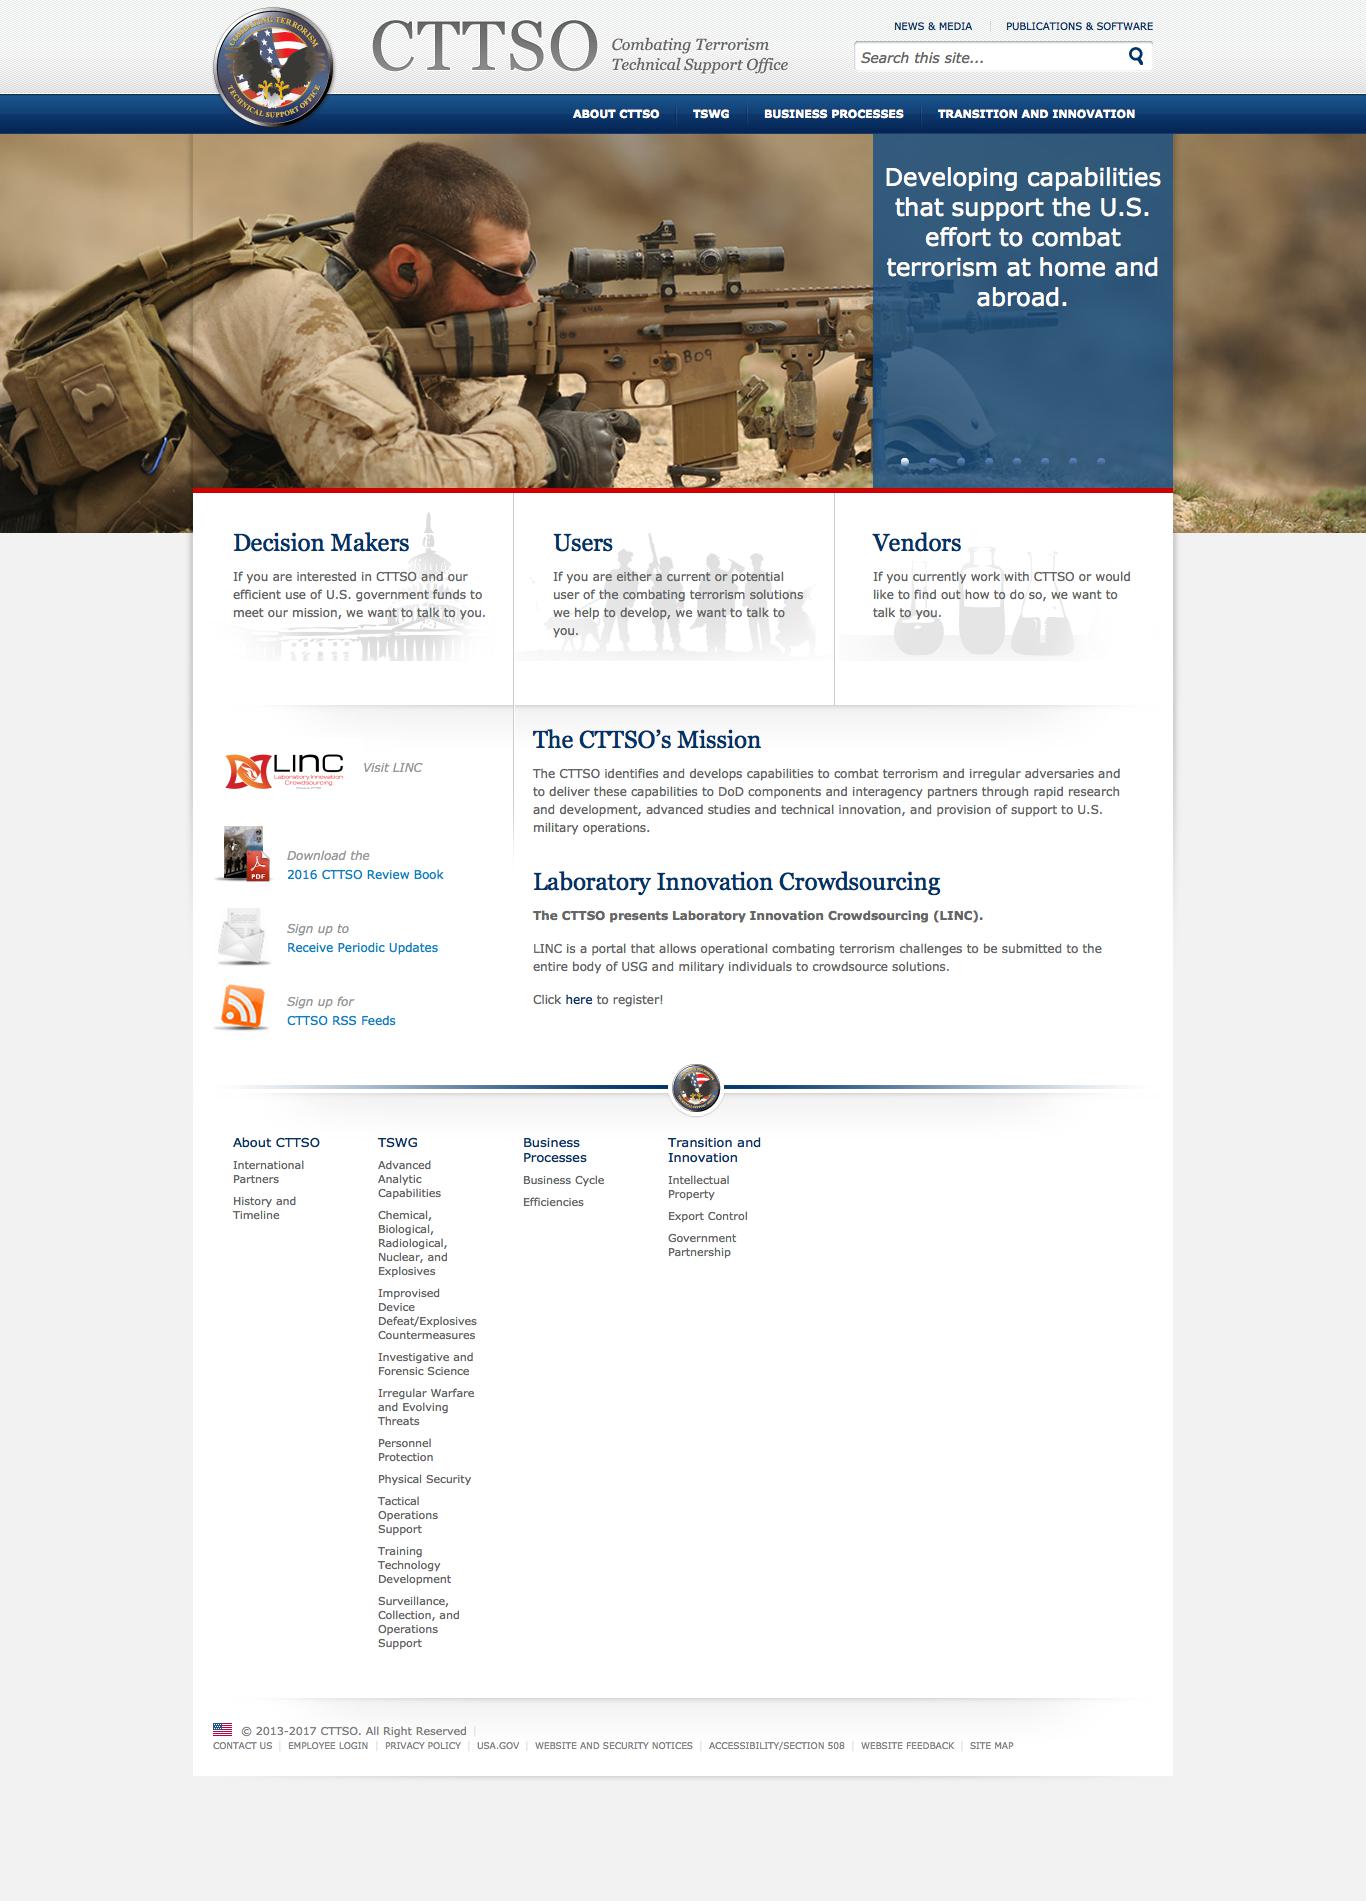 COMBATING TERRORISM
TECHNICAL SUPPORT OFFICE
CTTSO
Combating Terrorism
Technical Support Office
NEWS & MEDIA
PUBLICATIONS & SOFTWARE
Search this site...
ABOUT CTTSO
TSWG
BUSINESS PROCESSES
TRANSITION AND INNOVATION
B09
Developing capabilities
that support the U.S.
effort to combat
terrorism at home and
abroad.
Decision Makers
If you are interested in CTTSO and our
efficient use of U.S. government funds to
meet our mission, we want to talk to you.
Users
If you are either a current or potential
user of the combating terrorism solutions
we help to develop, we want to talk to
you.
Vendors
If you currently work with CTTSO or would
like to find out how to do so, we want to
talk to you.
LINC
Laboratory Innovation
Crowdsourcing
Visit LINC
PDF
Download the
2016 CTTSO Review Book
Sign up to
Receive Periodic Updates
Sign up for
CTTSO RSS Feeds
The CTTSO's Mission
The CTTSO identifies and develops capabilities to combat terrorism and irregular adversaries and
to deliver these capabilities to DoD components and interagency partners through rapid research
and development, advanced studies and technical innovation, and provision of support to U.S.
military operations.
Laboratory Innovation Crowdsourcing
The CTTSO presents Laboratory Innovation Crowdsourcing (LINC).
LINC is a portal that allows operational combating terrorism challenges to be submitted to the
entire body of USG and military individuals to crowdsource solutions.
Click here to register!
About CTTSO
International
Partners
History and
Timeline
TSWG
Advanced
Analytic
Capabilities
Chemical,
Biological,
Radiological,
Nuclear, and
Explosives
Improvised
Device
Defeat/Explosives
Countermeasures
Investigative and
Forensic Science
Irregular Warfare
and Evolving
Threats
Personnel
Protection
Physical Security
Tactical
Operations
Support
Training
Technology
Development
Surveillance,
Collection, and
Operations
Support
Business
Processes
Business Cycle
Efficiencies
Transition and
Innovation
Intellectual
Property
Export Control
Government
Partnership
© 2013-2017 CTTSO. All Right Reserved
CONTACT US | EMPLOYEE LOGIN | PRIVACY POLICY | USA.GOV | WEBSITE AND SECURITY NOTICES | ACCESSIBILITY/SECTION 508 | WEBSITE FEEDBACK | SITE MAP